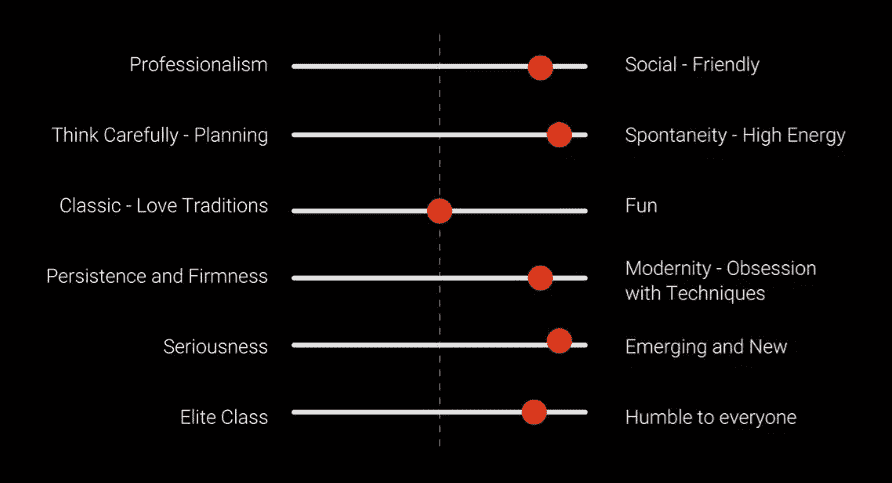 Professionalism
Social - Friendly
Think Carefully - Planning
Spontaneity - High Energy
Classic - Love Traditions
Fun
Persistence and Firmness
Modernity - Obsession
with Techniques
Seriousness
Emerging and New
Elite Class
Humble to everyone